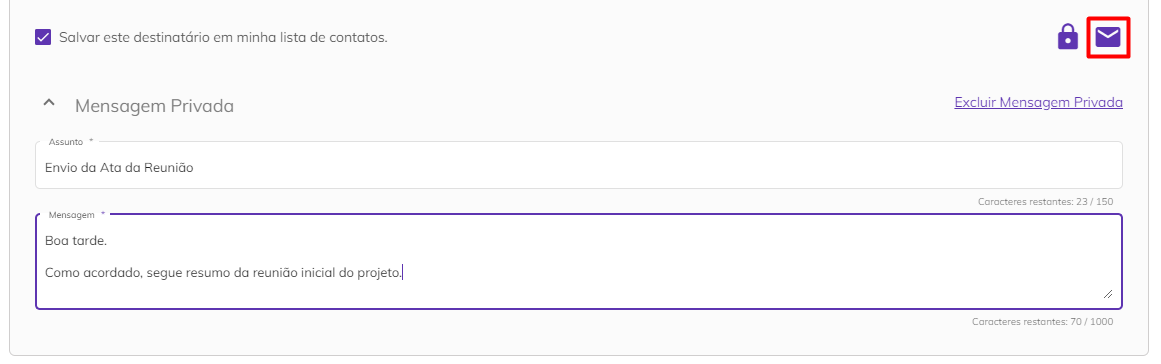 Salvar este destinatário em minha lista de contatos.
Mensagem Privada
Excluir Mensagem Privada
Assunto *
Envio da Ata da Reunião
Caracteres restantes: 23 / 150
Mensagem *
Boa tarde.
Como acordado, segue resumo da reunião inicial do projeto.
Caracteres restantes: 70 / 1000